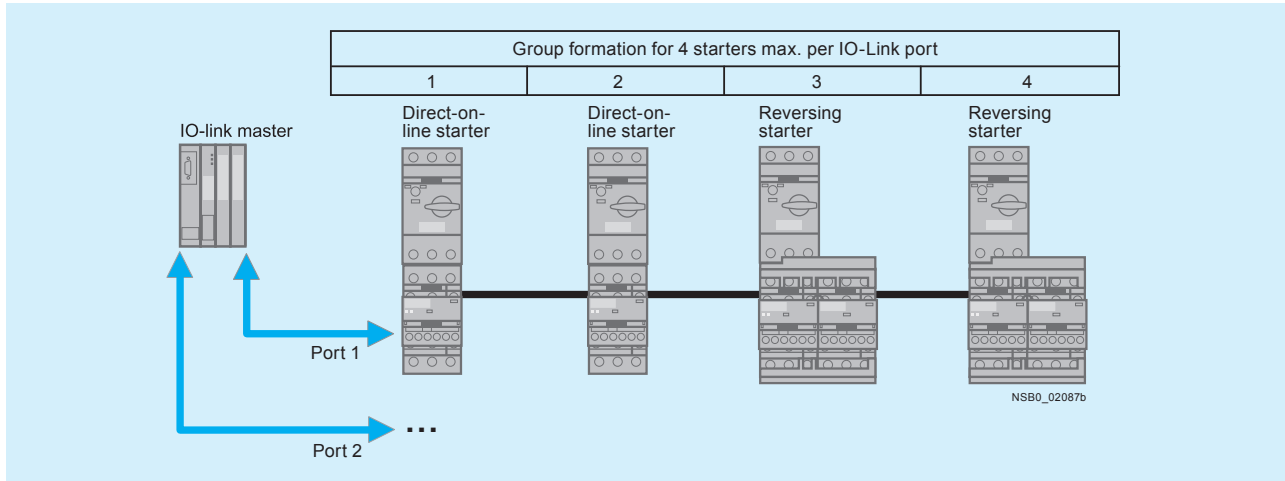 Group formation for 4 starters max. per IO-Link port
1 2 3 4
IO-link master
Direct-on-
line starter
Direct-on-
line starter
Reversing
starter
Reversing
starter
Port 1
NSB0_02087b
...
Port 2